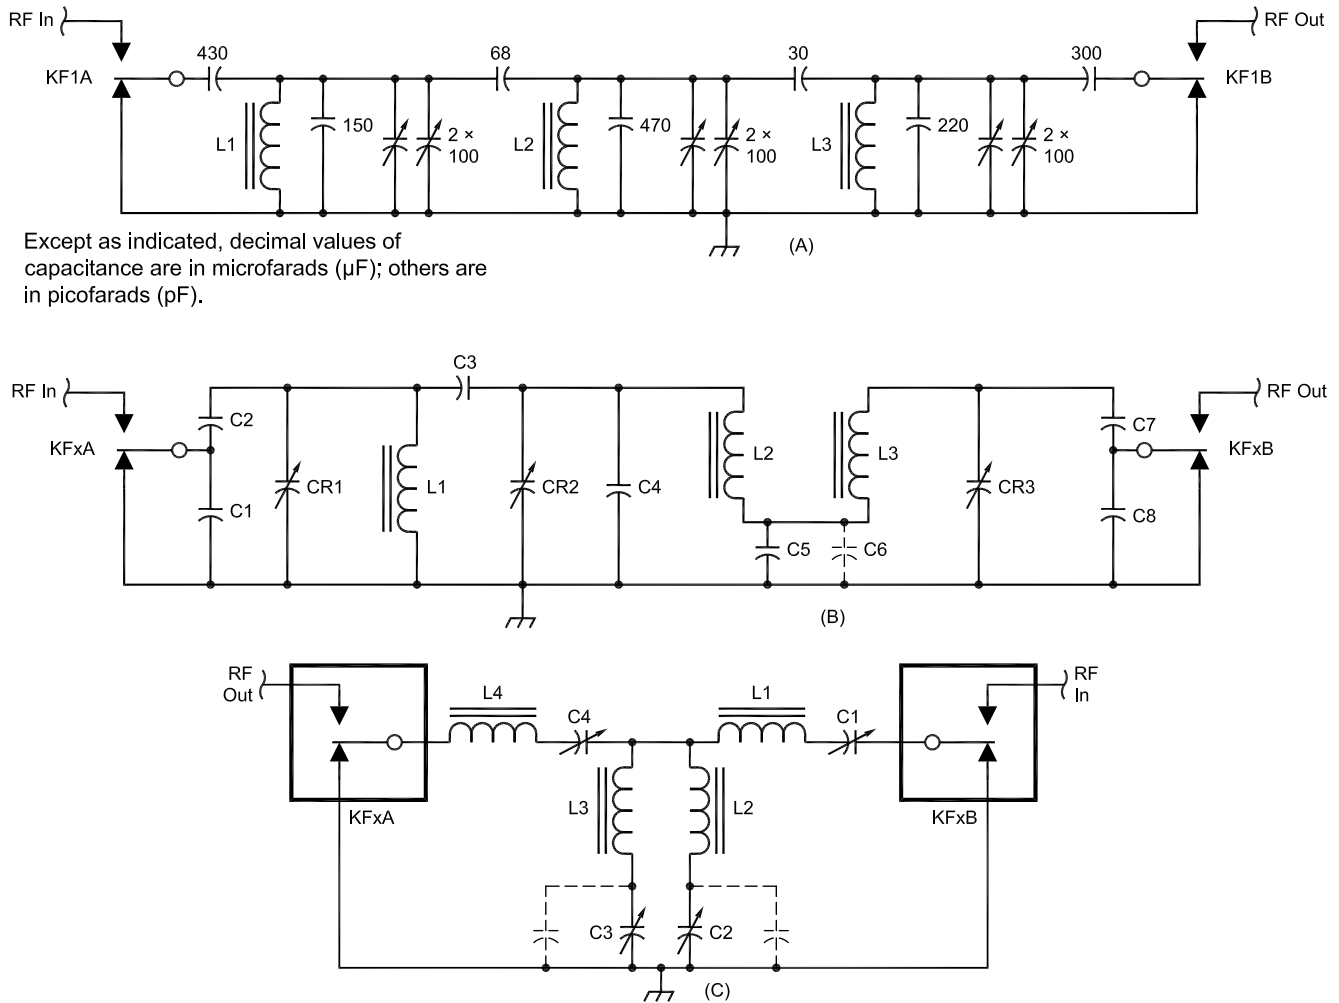 RF In
RF Out
430
68
30
300
KF1A
KF1B
L1
150
2 ×
100
L2
470
2 ×
100
L3
220
2 ×
100
(A)
Except as indicated, decimal values of
capacitance are in microfarads (µF); others are
in picofarads (pF).
C3
RF In
RF Out
C2
C7
KFxA
KFxB
L2
L3
L1
CR1
CR2
C4
CR3
C1
C8
C5
C6
(B)
RF
Out
L4
C4
L1
C1
RF
In
L3
L2
KFxA
KFxB
C3
C2
(C)